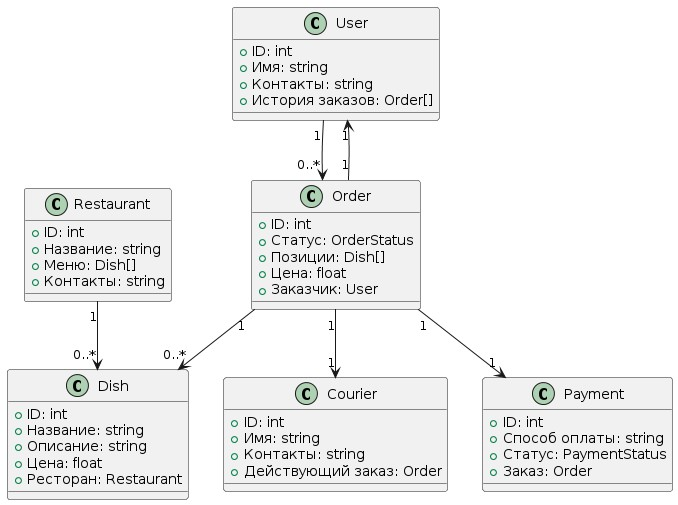 C User
ID: int
Имя: string
Контакты: string
История заказов: Order[]
1
0..*
1
1
C Restaurant
ID: int
Название: string
Меню: Dish[]
Контакты: string
C Order
ID: int
Статус: OrderStatus
Позиции: Dish[]
Цена: float
Заказчик: User
1
0..*
1
0..*
1
1
1
1
C Dish
ID: int
Название: string
Описание: string
Цена: float
Ресторан: Restaurant
C Courier
ID: int
Имя: string
Контакты: string
Действующий заказ: Order
C Payment
ID: int
Способ оплаты: string
Статус: PaymentStatus
Заказ: Order